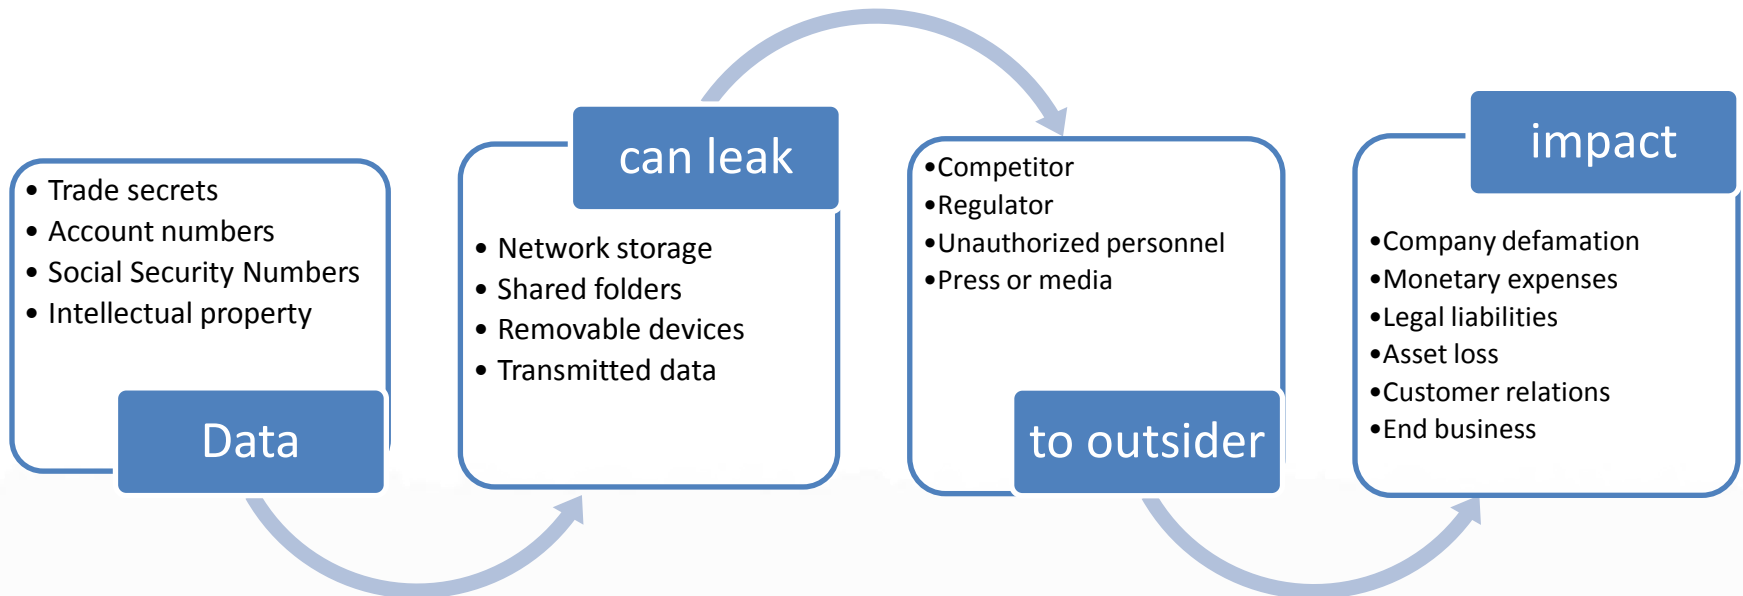 • Trade secrets
• Account numbers
• Social Security Numbers
• Intellectual property
Data
can leak
• Network storage
• Shared folders
• Removable devices
• Transmitted data
•Competitor
•Regulator
•Unauthorized personnel
•Press or media
to outsider
impact
•Company defamation
•Monetary expenses
•Legal liabilities
•Asset loss
•Customer relations
•End business